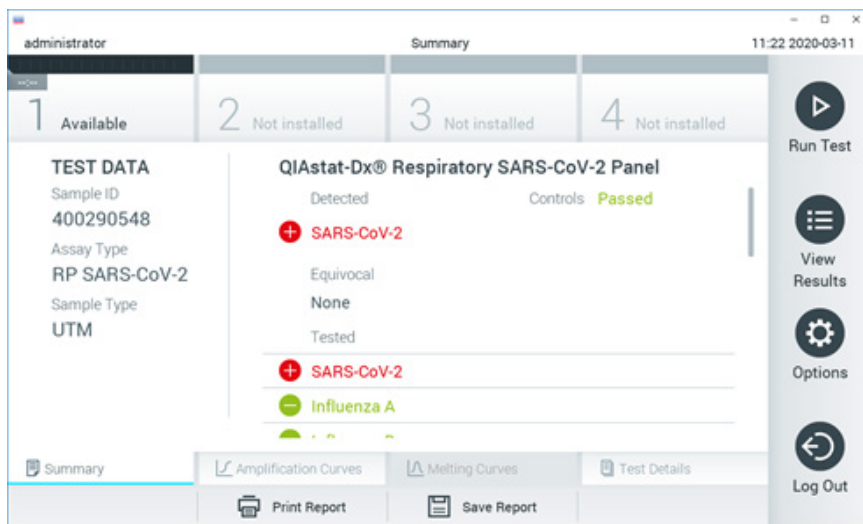 administrator Summary 11:22 2020-03-11
--:--
1 Available 2 Not installed 3 Not installed 4 Not installed
Run Test
TEST DATA
Sample ID
400290548
Assay Type
RP SARS-CoV-2
Sample Type
UTM
QIAstat-Dx® Respiratory SARS-CoV-2 Panel
Detected Controls Passed
SARS-CoV-2
Equivocal
None
Tested
SARS-CoV-2
Influenza A
View
Results
Options
Log Out
Summary Amplification Curves Melting Curves Test Details
Print Report Save Report